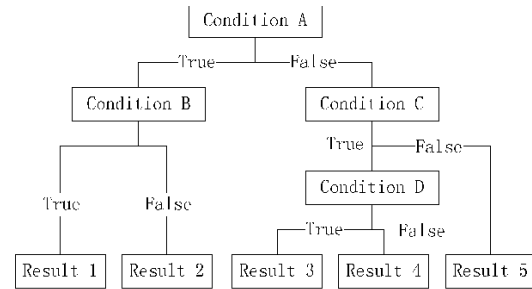 Condition A
True False
Condition B Condition C
True False
Condition D
True False
True False
Result 1 Result 2 Result 3 Result 4 Result 5